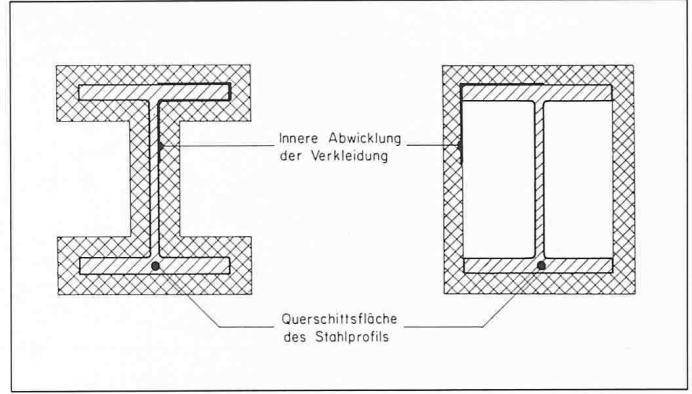 Innere Abwicklung
der Verkleidung
Querschittsfläche
des Stahlprofils